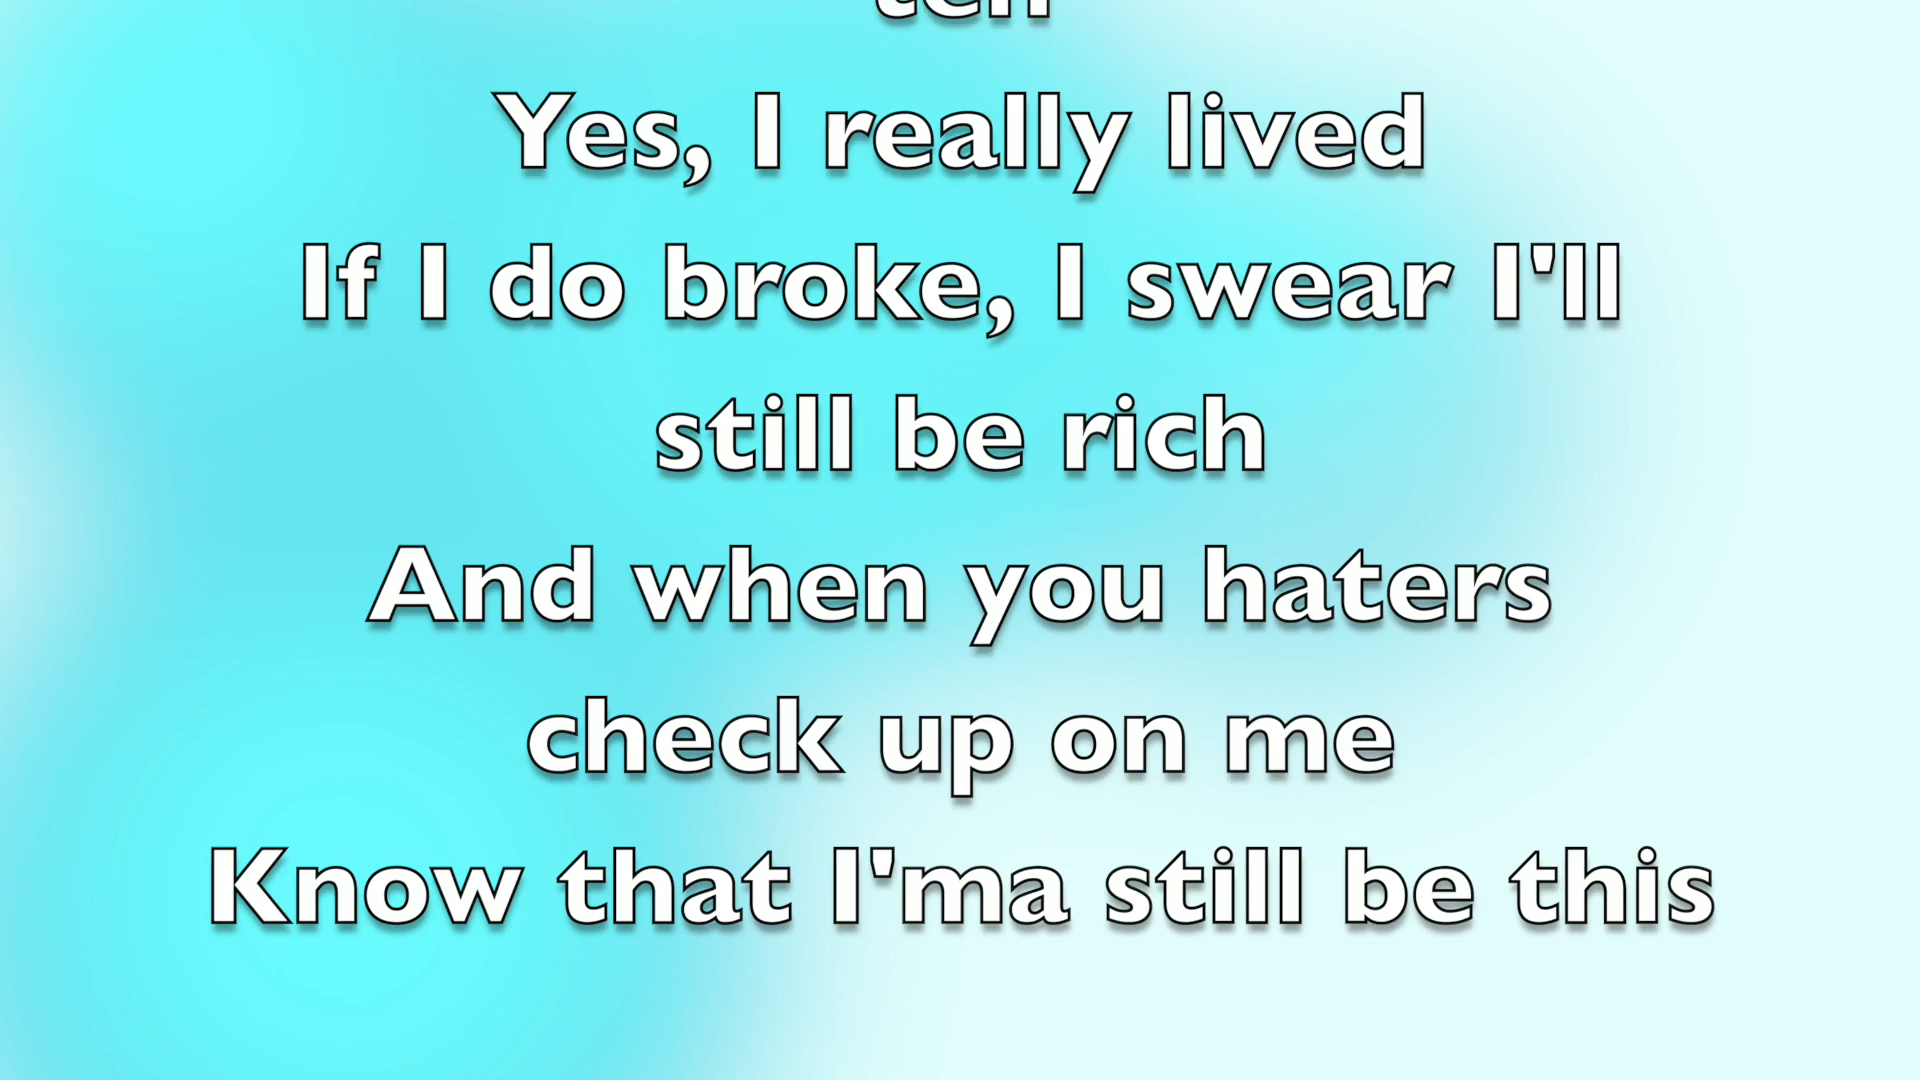 Yes, I really lived
If I do broke, I swear I'll
still be rich
And when you haters
check up on me
Know that I'ma still be this